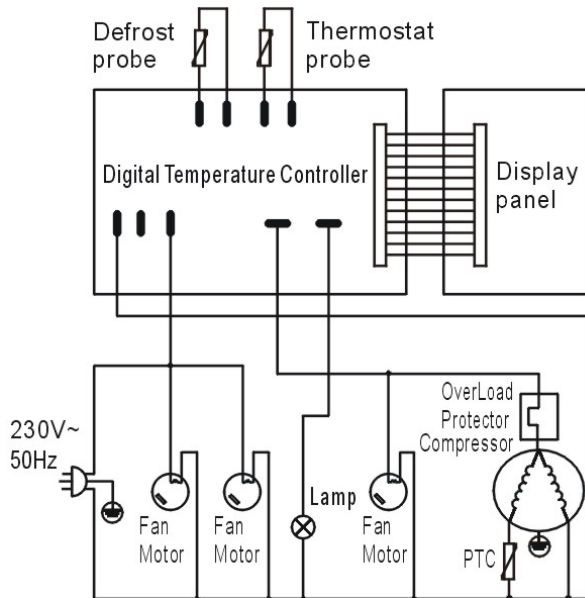 Defrost
probe
Thermostat
probe
Digital Temperature Controller
Display
panel
230V~
50Hz
OverLoad
Protector
Compressor
Fan
Motor
Fan
Motor
Lamp
Fan
Motor
PTC